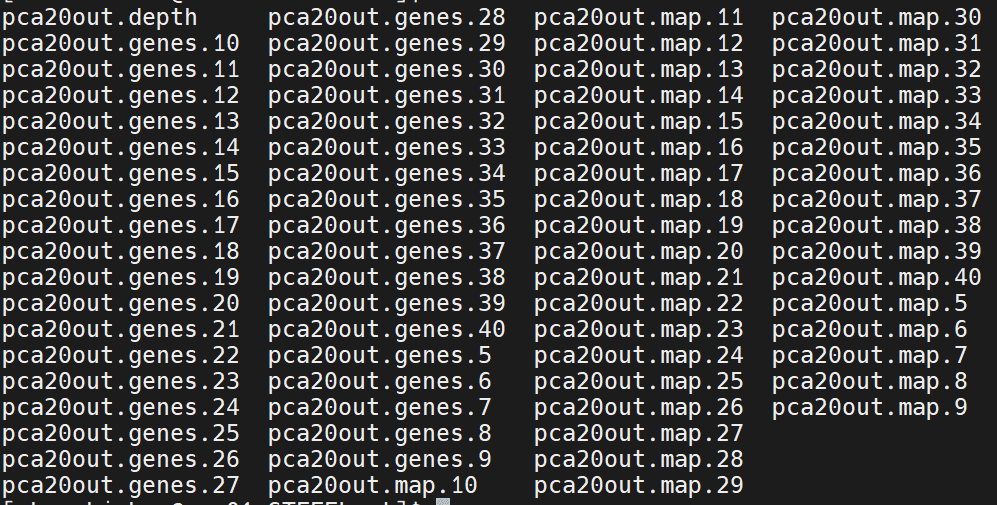 pca20out.depth pca20out.genes.28 pca20out.map.11 pca20out.map.30
pca20out.genes.10 pca20out.genes.29 pca20out.map.12 pca20out.map.31
pca20out.genes.11 pca20out.genes.30 pca20out.map.13 pca20out.map.32
pca20out.genes.12 pca20out.genes.31 pca20out.map.14 pca20out.map.33
pca20out.genes.13 pca20out.genes.32 pca20out.map.15 pca20out.map.34
pca20out.genes.14 pca20out.genes.33 pca20out.map.16 pca20out.map.35
pca20out.genes.15 pca20out.genes.34 pca20out.map.17 pca20out.map.36
pca20out.genes.16 pca20out.genes.35 pca20out.map.18 pca20out.map.37
pca20out.genes.17 pca20out.genes.36 pca20out.map.19 pca20out.map.38
pca20out.genes.18 pca20out.genes.37 pca20out.map.20 pca20out.map.39
pca20out.genes.19 pca20out.genes.38 pca20out.map.21 pca20out.map.40
pca20out.genes.20 pca20out.genes.39 pca20out.map.22 pca20out.map.5
pca20out.genes.21 pca20out.genes.40 pca20out.map.23 pca20out.map.6
pca20out.genes.22 pca20out.genes.5 pca20out.map.24 pca20out.map.7
pca20out.genes.23 pca20out.genes.6 pca20out.map.25 pca20out.map.8
pca20out.genes.24 pca20out.genes.7 pca20out.map.26 pca20out.map.9
pca20out.genes.25 pca20out.genes.8 pca20out.map.27
pca20out.genes.26 pca20out.genes.9 pca20out.map.28
pca20out.genes.27 pca20out.map.10 pca20out.map.29